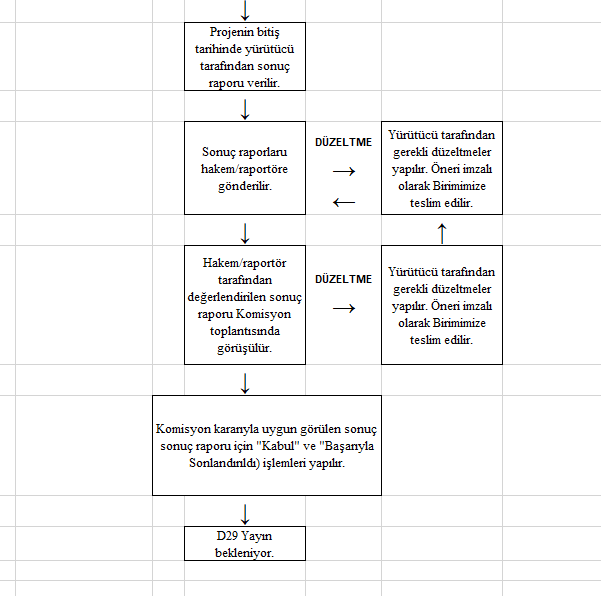 Projenin bitiş
tarihinde yürütücü
tarafından sonuç
raporu verilir.
Sonuç raporlaru
hakem/raportöre
gönderilir.
DÜZELTME
Yürütücü tarafından
gerekli düzeltmeler
yapılır. Öneri imzalı
olarak Birimimize
teslim edilir.
Hakem/raportör
tarafından
değerlendirilen sonuç
raporu Komisyon
toplantısında
görüşülür.
DÜZELTME
Yürütücü tarafından
gerekli düzeltmeler
yapılır. Öneri imzalı
olarak Birimimize
teslim edilir.
Komisyon kararıyla uygun görülen sonuç
sonuç raporu için "Kabul" ve "Başarıyla
Sonlandırıldı) işlemleri yapılır.
D29 Yayın
bekleniyor.